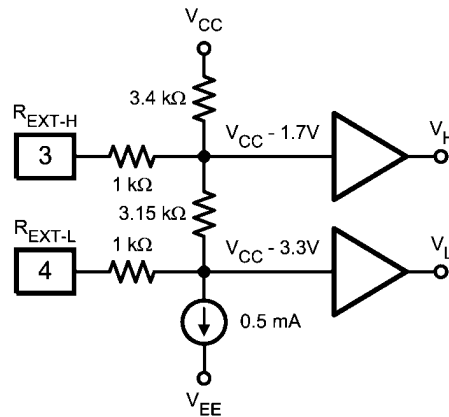 VCC
3.4 kΩ
REXT-H
3
1 kΩ
VCC - 1.7V
VH
3.15 kΩ
REXT-L
4
1 kΩ
VCC - 3.3V
VL
0.5 mA
VEE